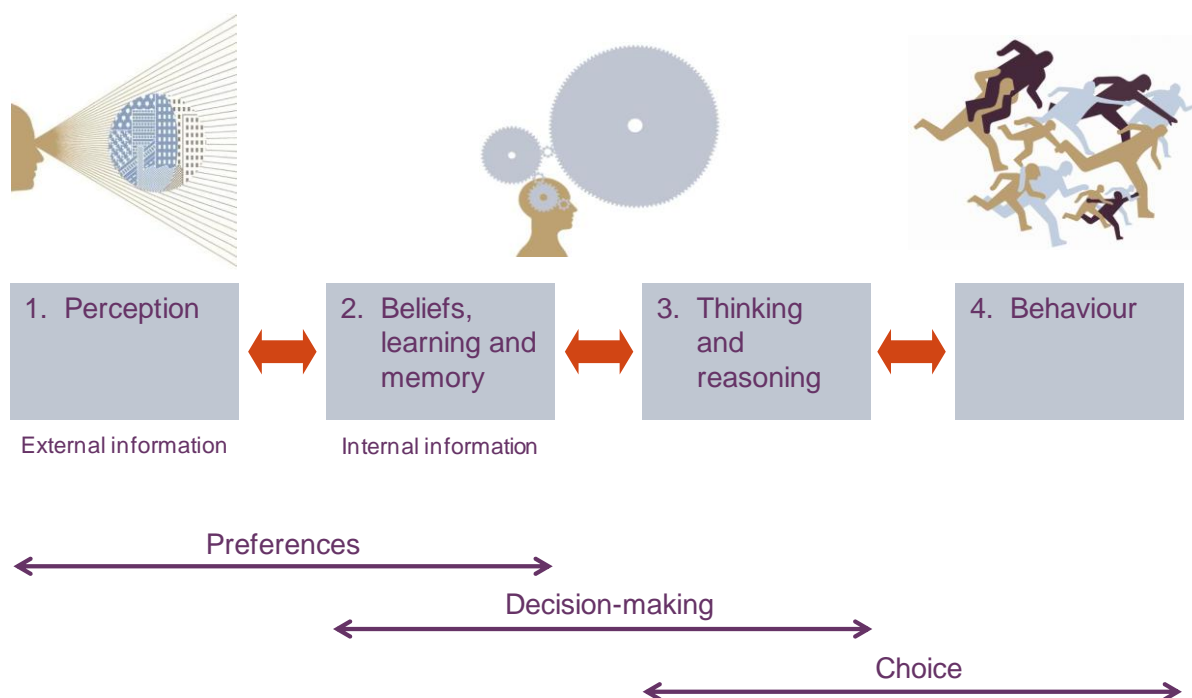 1. Perception
2. Beliefs,
learning and
memory
3. Thinking
and
reasoning
4. Behaviour
External information
Internal information
Preferences
Decision-making
Choice